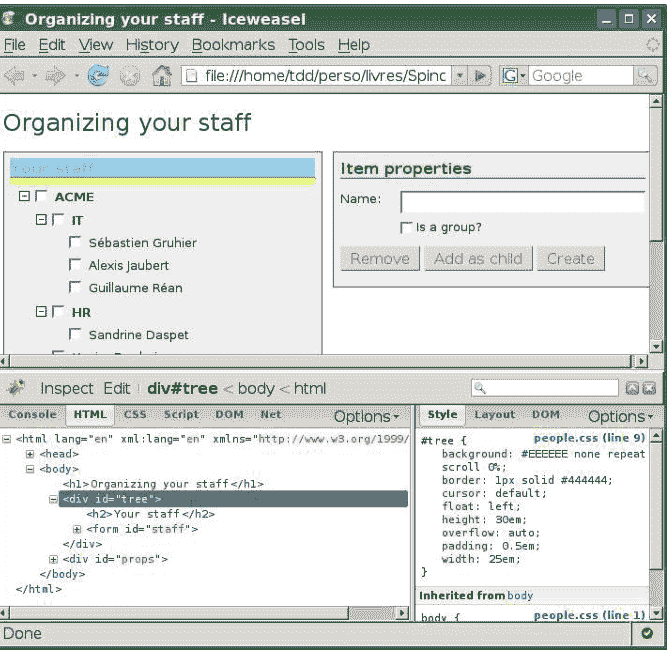 Organizing your staff - Iceweasel
File Edit View History Bookmarks Tools Help
file:///home/tdd/perso/livres/Spinc
G Google
Organizing your staff
Your staff
ACME
IT
Sébastien Gruhier
Alexis Jaubert
Guillaume Réan
HR
Sandrine Daspet
Item properties
Name:
Is a group?
Remove Add as child Create
Inspect Edit div#tree < body < html
Console HTML CSS Script DOM Net Options
<html lang="en" xml:lang="en" xmlns="http://www.w3.org/1999/
<head>
<body>
<h1>Organizing your staff</h1>
<div id="tree">
<h2>Your staff</h2>
<form id="staff">
</div>
<div id="props">
</body>
</html>
Style Layout DOM Options
#tree { people.css (line 9)
background: #EEEEEE none repeat
scroll 0%;
border: 1px solid #444444;
cursor: default;
float: left;
height: 30em;
overflow: auto;
padding: 0.5em;
width: 25em;
}
Inherited from body
body { people.css (line 1)
Done